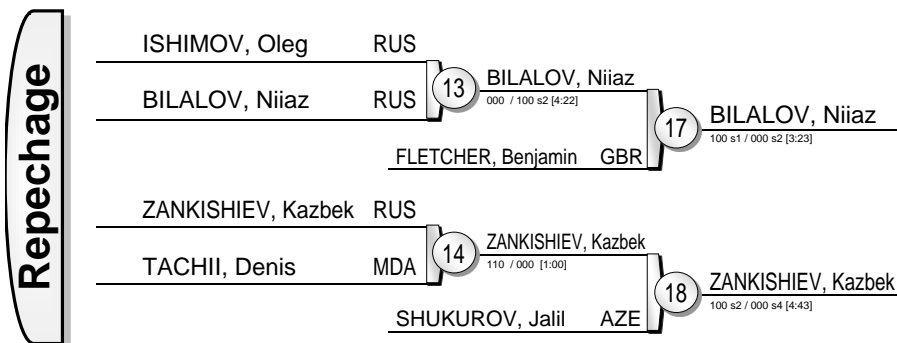 Repechage
ISHIMOV, Oleg RUS
BILALOV, Niiaz RUS
13
BILALOV, Niiaz
000 / 100 s2 [4:22]
FLETCHER, Benjamin GBR
17
BILALOV, Niiaz
100 s1 / 000 s2 [3:23]
ZANKISHIEV, Kazbek RUS
TACHII, Denis MDA
14
ZANKISHIEV, Kazbek
110 / 000 [1:00]
SHUKUROV, Jalil AZE
18
ZANKISHIEV, Kazbek
100 s2 / 000 s4 [4:43]